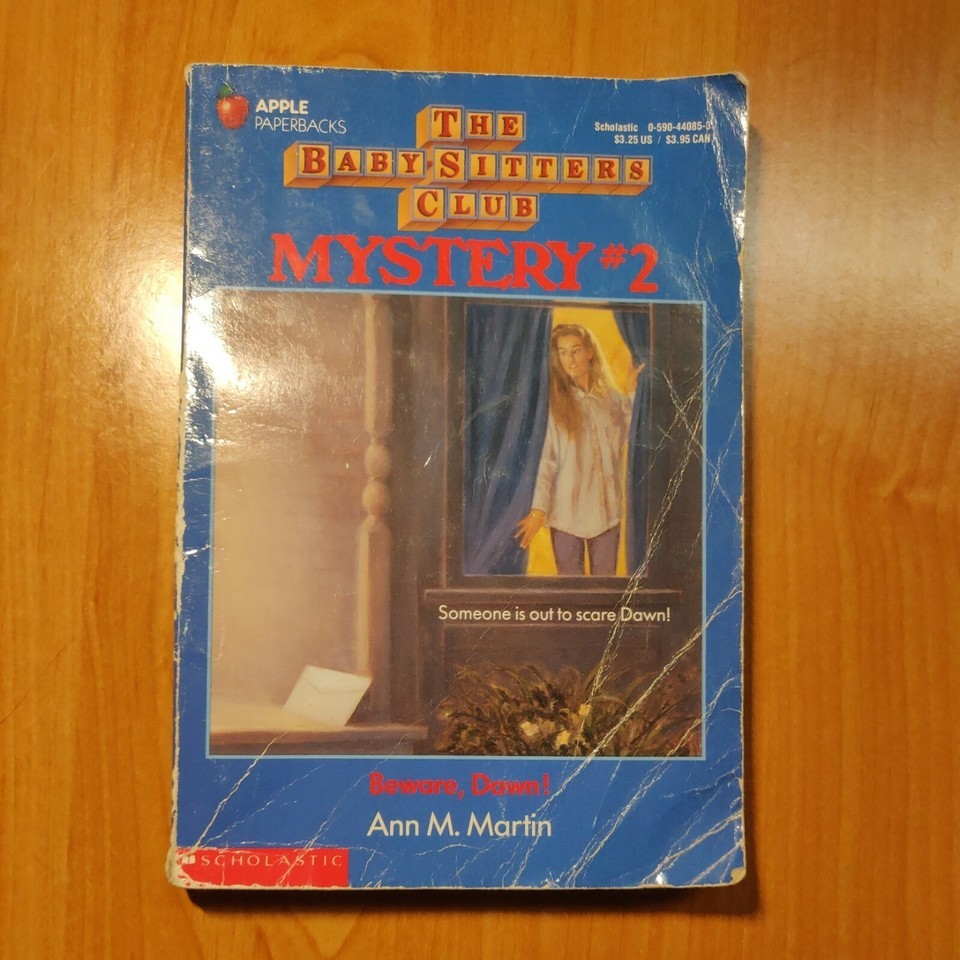 APPLE
PAPERBACKS
THE
BABY-SITTERS
CLUB
Scholastic 0-590-44085-3
$3.25 US / $3.95 CAN
MYSTERY #2
Someone is out to scare Dawn!
Beware, Dawn!
Ann M. Martin
SCHOLASTIC